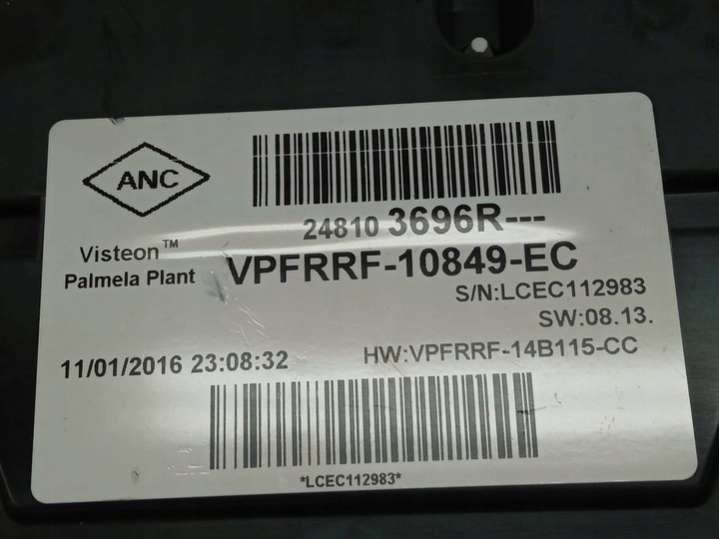 ANC
24810 3696R---
Visteon™
Palmela Plant
VPFRRF-10849-EC
S/N:LCEC112983
SW:08.13.
11/01/2016 23:08:32
HW:VPFRRF-14B115-CC
*LCEC112983*